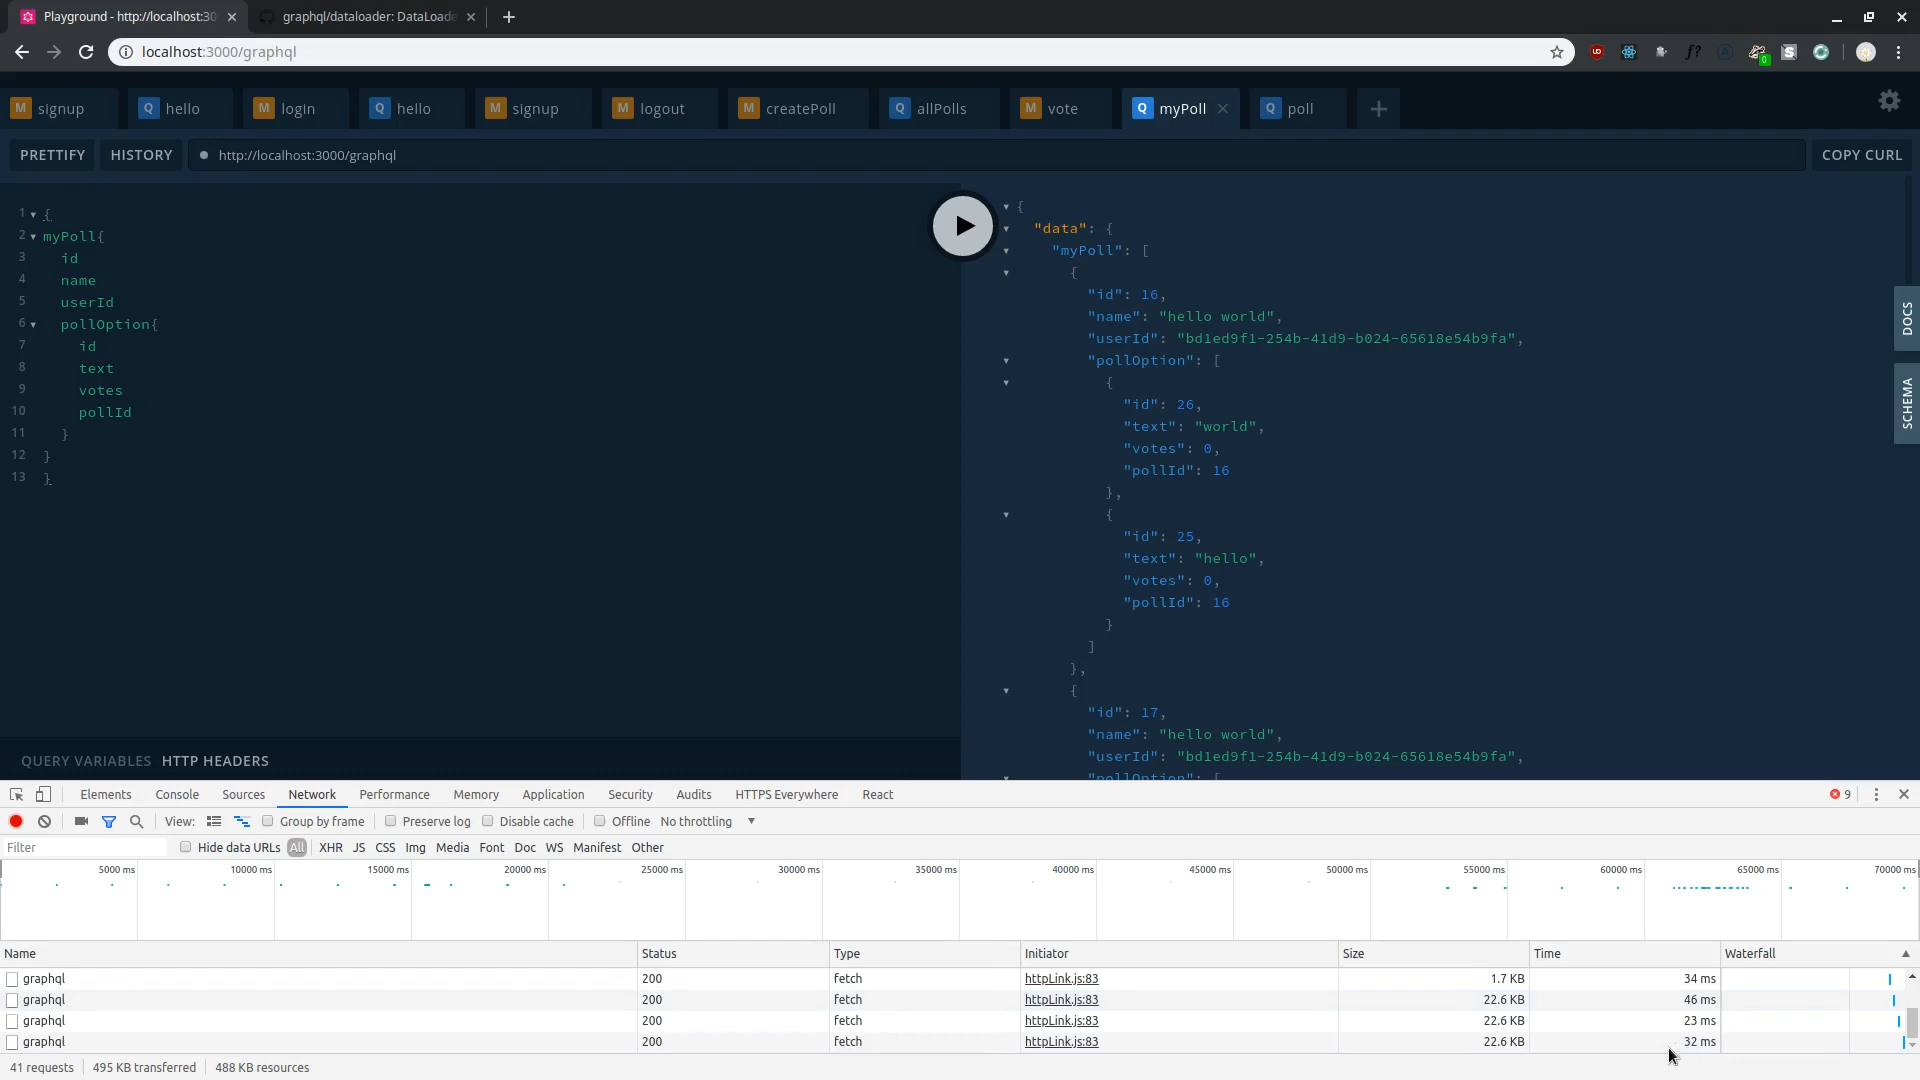 Playground - http://localhost:30
graphql/dataloader: DataLoade
localhost:3000/graphql
M signup
Q hello
M login
Q hello
M signup
M logout
M createPoll
Q allPolls
M vote
Q myPoll
Q poll
PRETTIFY
HISTORY
http://localhost:3000/graphql
COPY CURL
1 {
2 myPoll{
3 id
4 name
5 userId
6 pollOption{
7 id
8 text
9 votes
10 pollId
11 }
12 }
13 }
{
"data": {
"myPoll": [
{
"id": 16,
"name": "hello world",
"userId": "bd1ed9f1-254b-41d9-b024-65618e54b9fa",
"pollOption": [
{
"id": 26,
"text": "world",
"votes": 0,
"pollId": 16
},
{
"id": 25,
"text": "hello",
"votes": 0,
"pollId": 16
}
]
},
{
"id": 17,
"name": "hello world",
"userId": "bd1ed9f1-254b-41d9-b024-65618e54b9fa",
"pollOption": [
DOCS
SCHEMA
QUERY VARIABLES HTTP HEADERS
Elements Console Sources Network Performance Memory Application Security Audits HTTPS Everywhere React 9
View: Group by frame Preserve log Disable cache Offline No throttling
Filter Hide data URLs All XHR JS CSS Img Media Font Doc WS Manifest Other
5000 ms 10000 ms 15000 ms 20000 ms 25000 ms 30000 ms 35000 ms 40000 ms 45000 ms 50000 ms 55000 ms 60000 ms 65000 ms 70000 ms
Name Status Type Initiator Size Time Waterfall
graphql 200 fetch httpLink.js:83 1.7 KB 34 ms
graphql 200 fetch httpLink.js:83 22.6 KB 46 ms
graphql 200 fetch httpLink.js:83 22.6 KB 23 ms
graphql 200 fetch httpLink.js:83 22.6 KB 32 ms
41 requests 495 KB transferred 488 KB resources